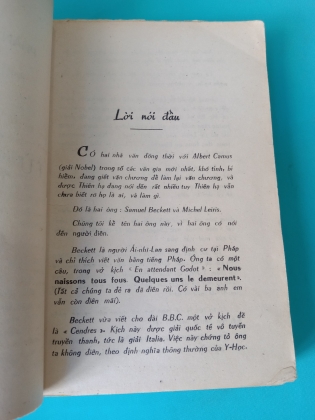 Lời nói đầu
CÓ hai nhà văn đồng thời với Albert Camus
(giải Nobel) trong số các văn gia mới nhất, khó tính, bí
hiểm, đang giết văn chương để làm lại văn chương, và
được Thiên hạ đang nói đến rất nhiều tuy Thiên hạ vẫn
chưa biết rõ họ là ai, và làm gì.
Đó là hai ông : Samuel Beckett và Michel Leiris.
Chúng tôi kể tên hai ông này, vì hai ông có nói
đến người điên.
Beckett là người Ái-nhĩ-Lan sang định cư tại Pháp
và chỉ thích viết văn bằng tiếng Pháp. Ông ta có một
câu, trong vở kịch « En attendant Godot » : « Nous
naissons tous fous. Quelques uns le demeurent ».
(Tất cả chúng ta đẻ ra đã điên rồi. Có vài ba anh em
vẫn còn điên mãi).
Beckett vừa viết cho đài B.B.C. một vở kịch đề
là « Cendres ». Kịch này được giải quốc tế vô tuyến
truyền thanh, tức là giải Italia. Việc này chứng tỏ ông
ta không điên, theo định nghĩa thông thường của Y-Học.